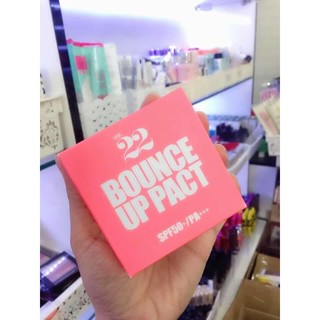 22
BOUNCE
UP PACT
SPF50+/PA+++